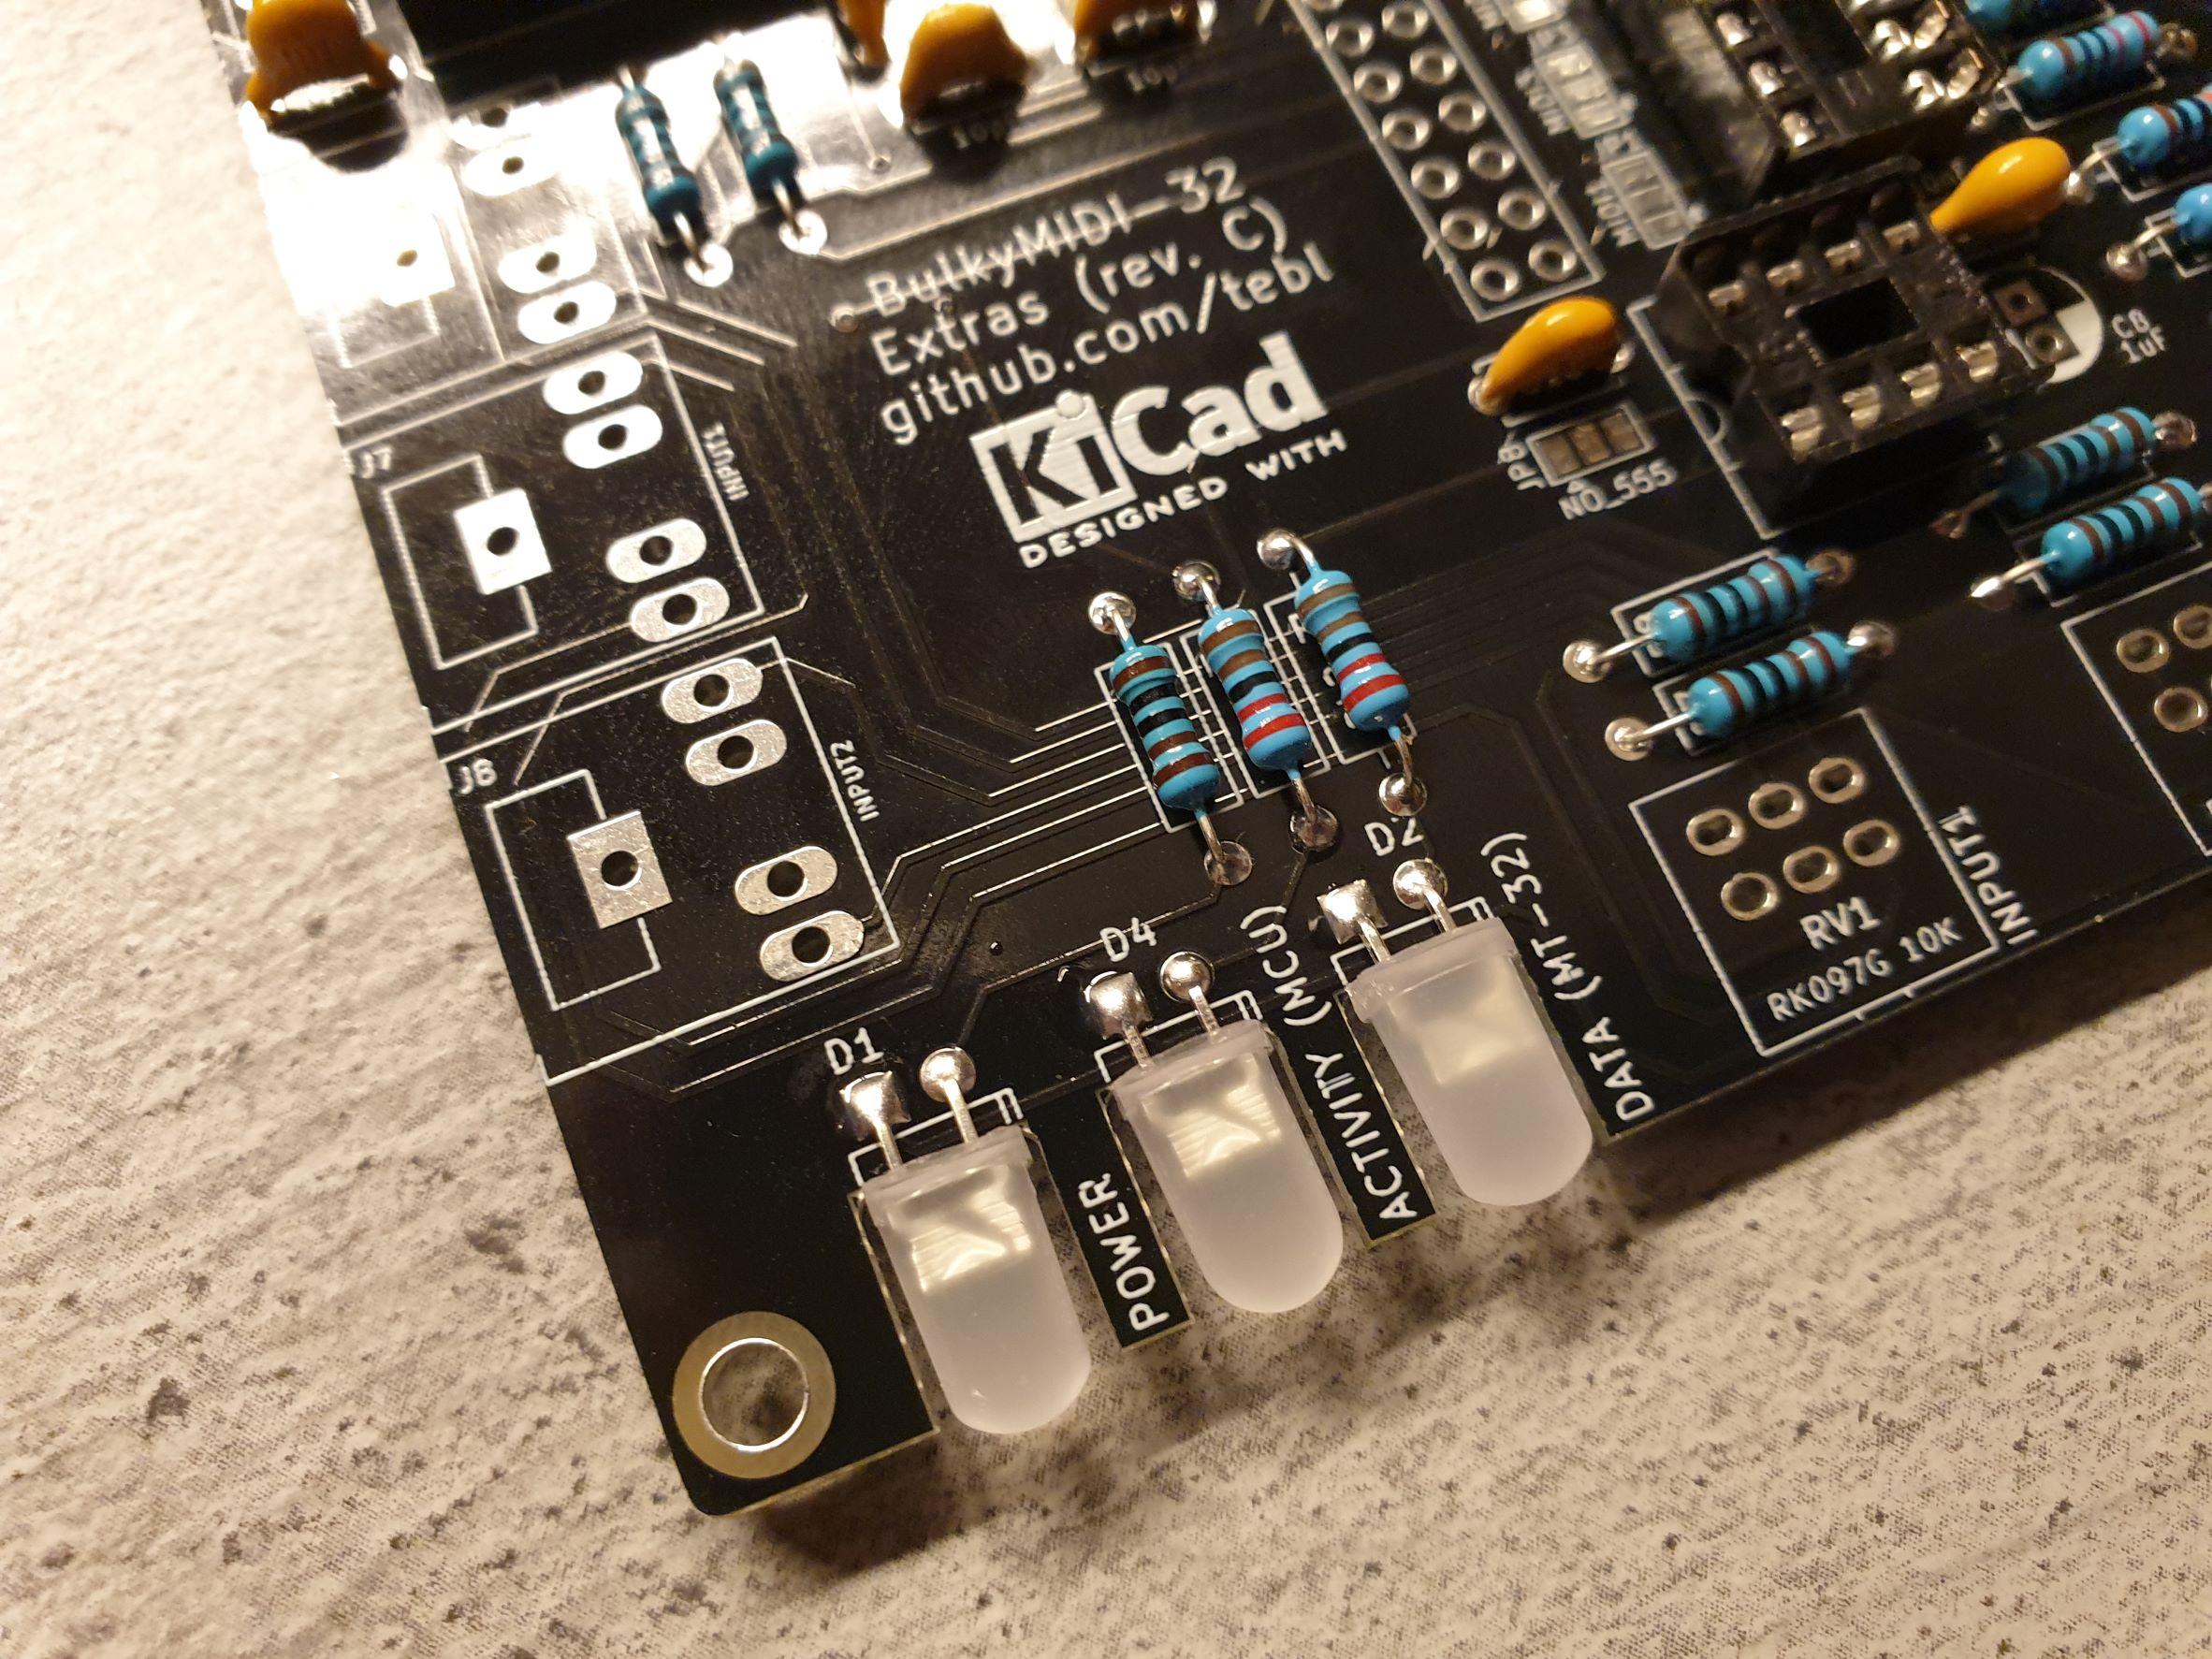 BulkyMIDI-32
Extras (rev. C)
github.com/tebl
KiCad
DESIGNED WITH
J7
INPUT1
J8
INPUT2
NO_555
C8
1uF
D1
POWER
D4
ACTIVITY (MCU)
D2
DATA (MT-32)
RV1
RK097G 10K
INPUT1